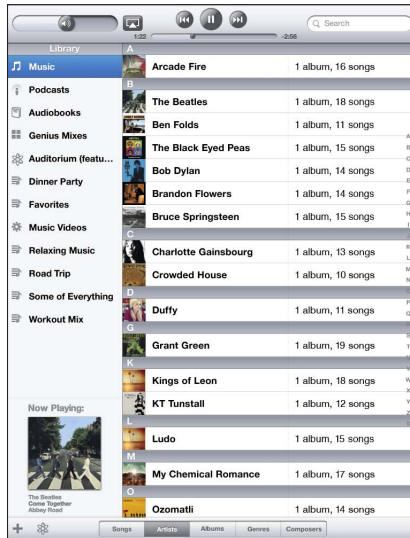 Search
1:22
-2:56
Library
Music
Podcasts
Audiobooks
Genius Mixes
Auditorium (featu...
Dinner Party
Favorites
Music Videos
Relaxing Music
Road Trip
Some of Everything
Workout Mix
Now Playing:
The Beatles
Come Together
Abbey Road
A
Arcade Fire 1 album, 16 songs
B
The Beatles 1 album, 18 songs
Ben Folds 1 album, 11 songs
The Black Eyed Peas 1 album, 15 songs
Bob Dylan 1 album, 14 songs
Brandon Flowers 1 album, 14 songs
Bruce Springsteen 1 album, 15 songs
C
Charlotte Gainsbourg 1 album, 13 songs
Crowded House 1 album, 10 songs
D
Duffy 1 album, 11 songs
G
Grant Green 1 album, 19 songs
K
Kings of Leon 1 album, 18 songs
KT Tunstall 1 album, 12 songs
L
Ludo 1 album, 15 songs
M
My Chemical Romance 1 album, 17 songs
O
Ozomatli 1 album, 14 songs
Songs Artists Albums Genres Composers